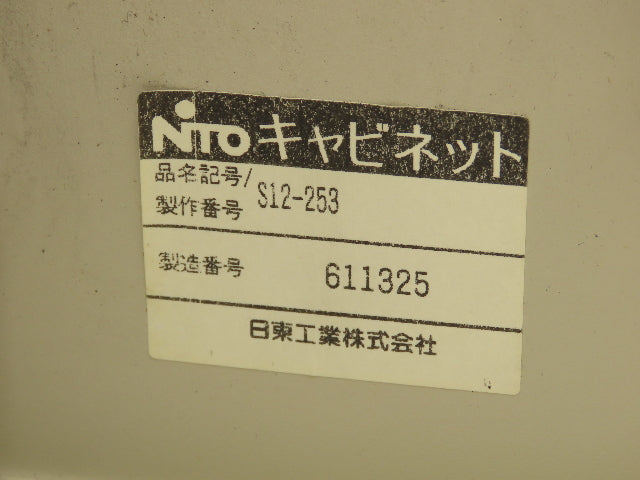 NITO キャビネット
品名記号/
製作番号 S12-253
製造番号 611325
日東工業株式会社